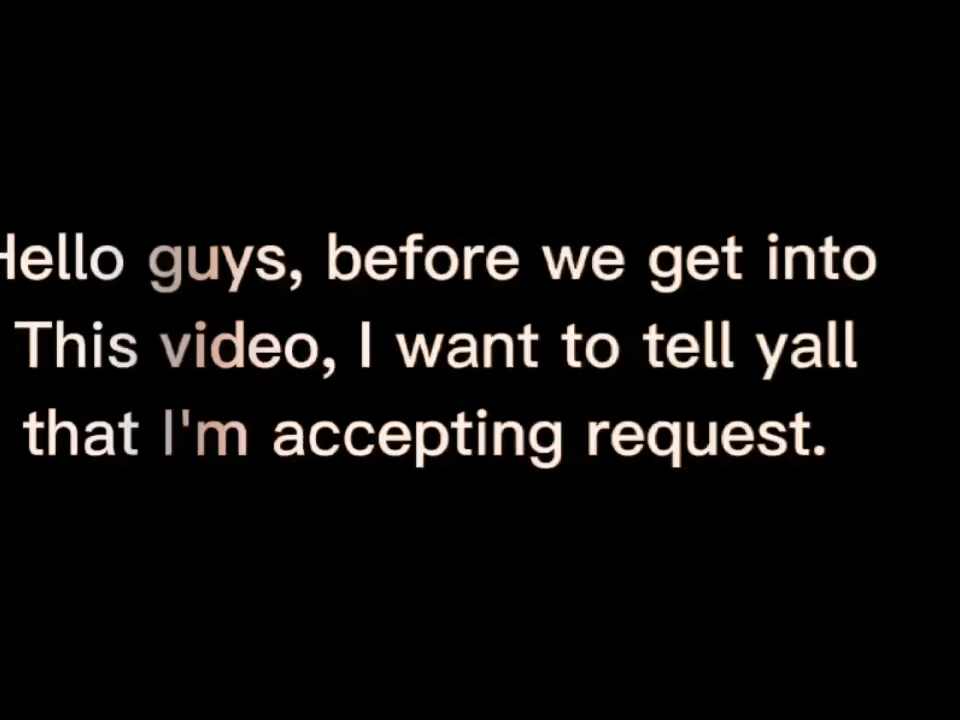 Hello guys, before we get into
This video, I want to tell yall
that I'm accepting request.